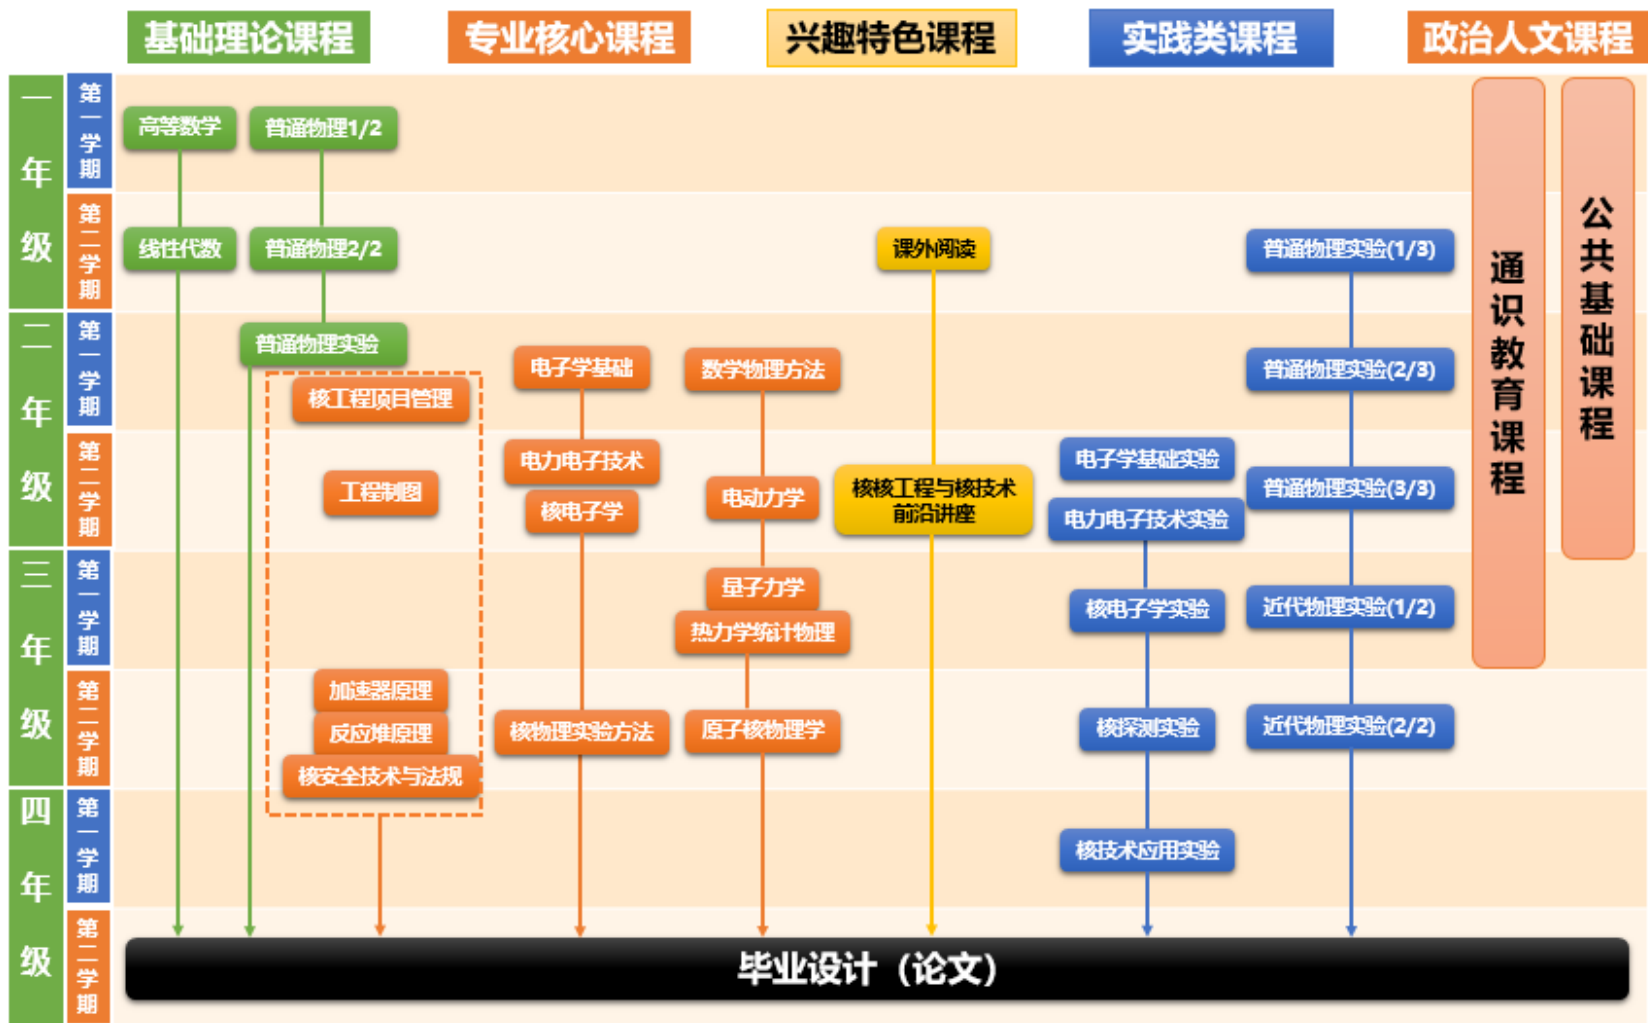 基础理论课程
专业核心课程
兴趣特色课程
实践类课程
政治人文课程
一年级
第一学期
高等数学
普通物理1/2
第二学期
线性代数
普通物理2/2
课外阅读
普通物理实验(1/3)
二年级
第一学期
普通物理实验
核工程项目管理
电子学基础
数学物理方法
普通物理实验(2/3)
第二学期
工程制图
电力电子技术
核电子学
电动力学
核核工程与核技术
前沿讲座
电子学基础实验
电力电子技术实验
普通物理实验(3/3)
三年级
第一学期
量子力学
热力学统计物理
核电子学实验
近代物理实验(1/2)
第二学期
加速器原理
反应堆原理
核安全技术与法规
核物理实验方法
原子核物理学
核探测实验
近代物理实验(2/2)
四年级
第一学期
核技术应用实验
第二学期
毕业设计（论文）
通识教育课程
公共基础课程